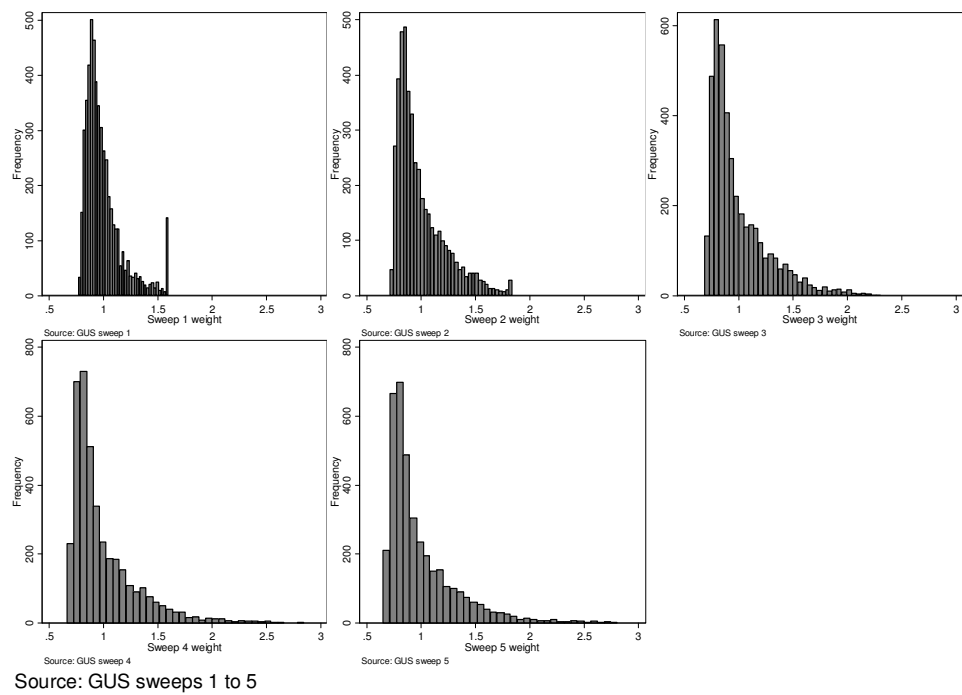 Frequency
0 100 200 300 400 500
.5 1 1.5 2 2.5 3
Sweep 1 weight
Source: GUS sweep 1
Frequency
0 100 200 300 400 500
.5 1 1.5 2 2.5 3
Sweep 2 weight
Source: GUS sweep 2
Frequency
0 200 400 600
.5 1 1.5 2 2.5 3
Sweep 3 weight
Source: GUS sweep 3
Frequency
0 200 400 600 800
.5 1 1.5 2 2.5 3
Sweep 4 weight
Source: GUS sweep 4
Frequency
0 200 400 600 800
.5 1 1.5 2 2.5 3
Sweep 5 weight
Source: GUS sweep 5
Source: GUS sweeps 1 to 5